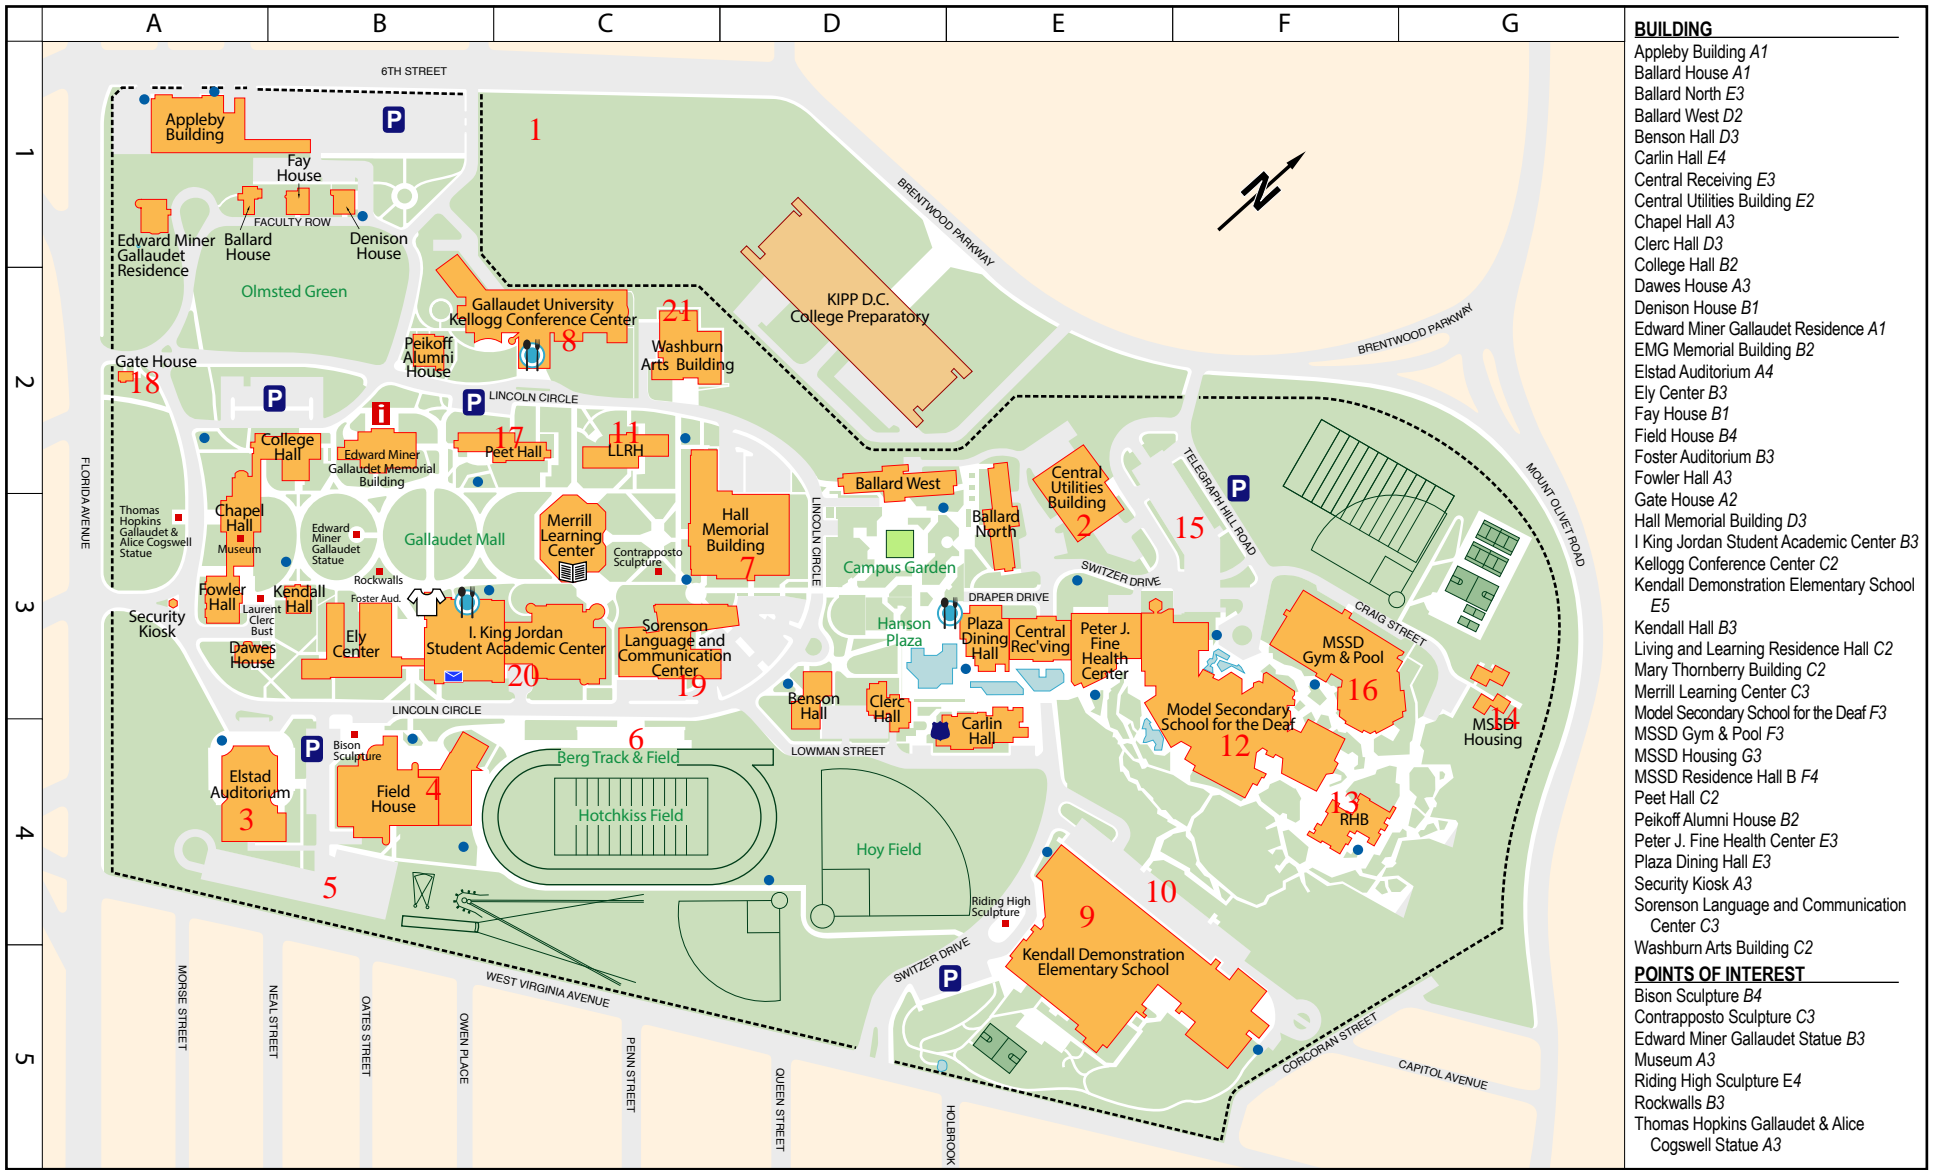 A B C D E F G
1
2
3
4
5
6TH STREET
P
Appleby
Building
1
Fay
House
FACULTY ROW
Edward Miner
Gallaudet
Residence
Ballard
House
Denison
House
BRENTWOOD PARKWAY
N
Olmsted Green
Gallaudet University
Kellogg Conference Center
8
21
KIPP D.C.
College Preparatory
BRENTWOOD PARKWAY
Peikoff
Alumni
House
Washburn
Arts Building
Gate House
18
P
P
LINCOLN CIRCLE
i
College
Hall
Edward Miner
Gallaudet Memorial
Building
17
Peet Hall
11
LLRH
FLORIDA AVENUE
Ballard West
Central
Utilities
Building
2
TELEGRAPH HILL ROAD
P
MOUNT OLIVET ROAD
Thomas
Hopkins
Gallaudet &
Alice Cogswell
Statue
Chapel
Hall
Museum
Edward
Miner
Gallaudet
Statue
Gallaudet Mall
Merrill
Learning
Center
Contrapposto
Sculpture
Hall
Memorial
Building
7
LINCOLN CIRCLE
Ballard
North
15
Campus Garden
Rockwalls
SWITZER DRIVE
Fowler
Hall
Kendall
Hall
Foster Aud.
DRAPER DRIVE
Security
Kiosk
Laurent
Clerc
Bust
Dawes
House
Ely
Center
I. King Jordan
Student Academic Center
20
Sorenson
Language and
Communication
Center
19
Hanson
Plaza
Plaza
Dining
Hall
Central
Rec'ving
Peter J.
Fine
Health
Center
CRAIG STREET
MSSD
Gym & Pool
16
Benson
Hall
Clerc
Hall
LINCOLN CIRCLE
Carlin
Hall
Model Secondary
School for the Deaf
12
14
MSSD
Housing
LOWMAN STREET
P
Bison
Sculpture
6
Berg Track & Field
Elstad
Auditorium
3
Field
House
4
Hotchkiss Field
13
RHB
Hoy Field
5
10
Riding High
Sculpture
9
Kendall Demonstration
Elementary School
SWITZER DRIVE
P
WEST VIRGINIA AVENUE
MORSE STREET
NEAL STREET
OATES STREET
OWEN PLACE
PENN STREET
QUEEN STREET
HOLBROOK
CORCORAN STREET
CAPITOL AVENUE
BUILDING
Appleby Building A1
Ballard House A1
Ballard North E3
Ballard West D2
Benson Hall D3
Carlin Hall E4
Central Receiving E3
Central Utilities Building E2
Chapel Hall A3
Clerc Hall D3
College Hall B2
Dawes House A3
Denison House B1
Edward Miner Gallaudet Residence A1
EMG Memorial Building B2
Elstad Auditorium A4
Ely Center B3
Fay House B1
Field House B4
Foster Auditorium B3
Fowler Hall A3
Gate House A2
Hall Memorial Building D3
I King Jordan Student Academic Center B3
Kellogg Conference Center C2
Kendall Demonstration Elementary School
E5
Kendall Hall B3
Living and Learning Residence Hall C2
Mary Thornberry Building C2
Merrill Learning Center C3
Model Secondary School for the Deaf F3
MSSD Gym & Pool F3
MSSD Housing G3
MSSD Residence Hall B F4
Peet Hall C2
Peikoff Alumni House B2
Peter J. Fine Health Center E3
Plaza Dining Hall E3
Security Kiosk A3
Sorenson Language and Communication
Center C3
Washburn Arts Building C2
POINTS OF INTEREST
Bison Sculpture B4
Contrapposto Sculpture C3
Edward Miner Gallaudet Statue B3
Museum A3
Riding High Sculpture E4
Rockwalls B3
Thomas Hopkins Gallaudet & Alice
Cogswell Statue A3